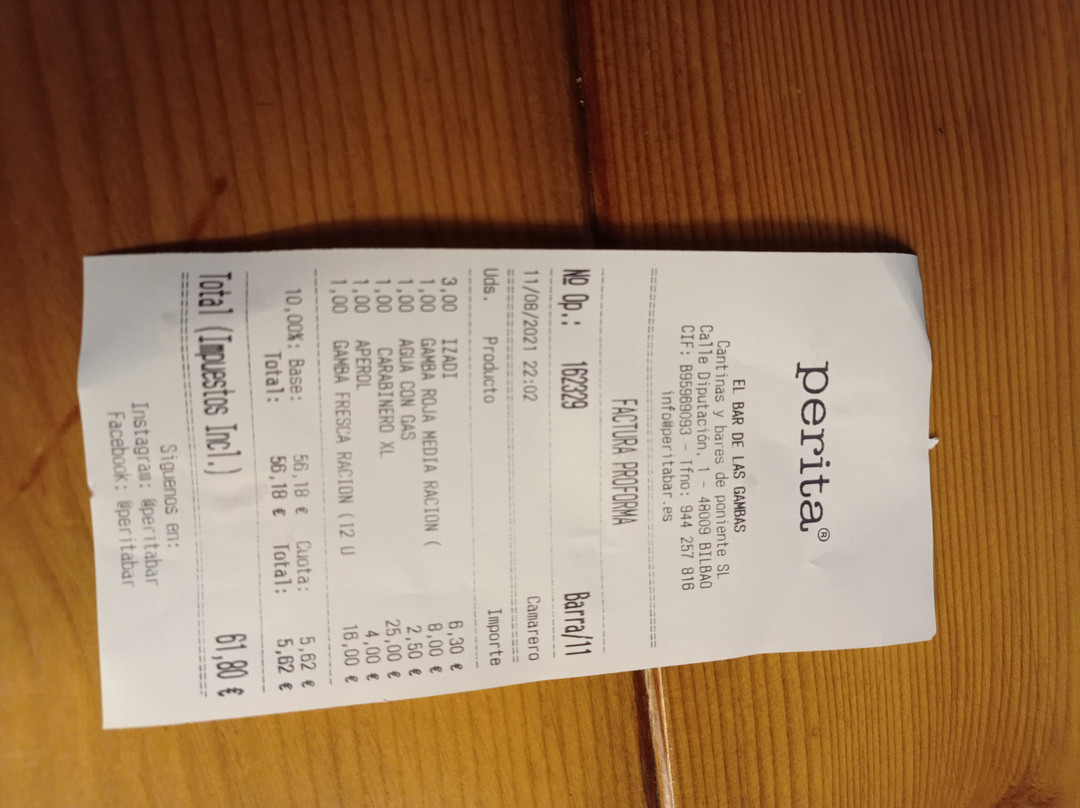 perita®
EL BAR DE LAS GAMBAS
Cantinas y bares de poniente SL
Calle Diputación, 1 - 48009 BILBAO
CIF: B95969093 - Tfno: 944 257 816
info@peritabar.es
FACTURA PROFORMA
Nº Op.: 162329 Barra/11
11/08/2021 22:02 Camarero
Uds. Producto Importe
3,00 IZADI 6,30 €
1,00 GAMBA ROJA MEDIA RACION ( 8,00 €
1,00 AGUA CON GAS 2,50 €
1,00 CARABINERO XL 25,00 €
1,00 APEROL 4,00 €
1,00 GAMBA FRESCA RACION (12 U 16,00 €
10,00%: Base: 56,18 € Cuota: 5,62 €
Total: 56,18 € Total: 5,62 €
Total (Impuestos Incl.) 61,80 €
Siguenos en:
Instagram: @peritabar
Facebook: @peritabar